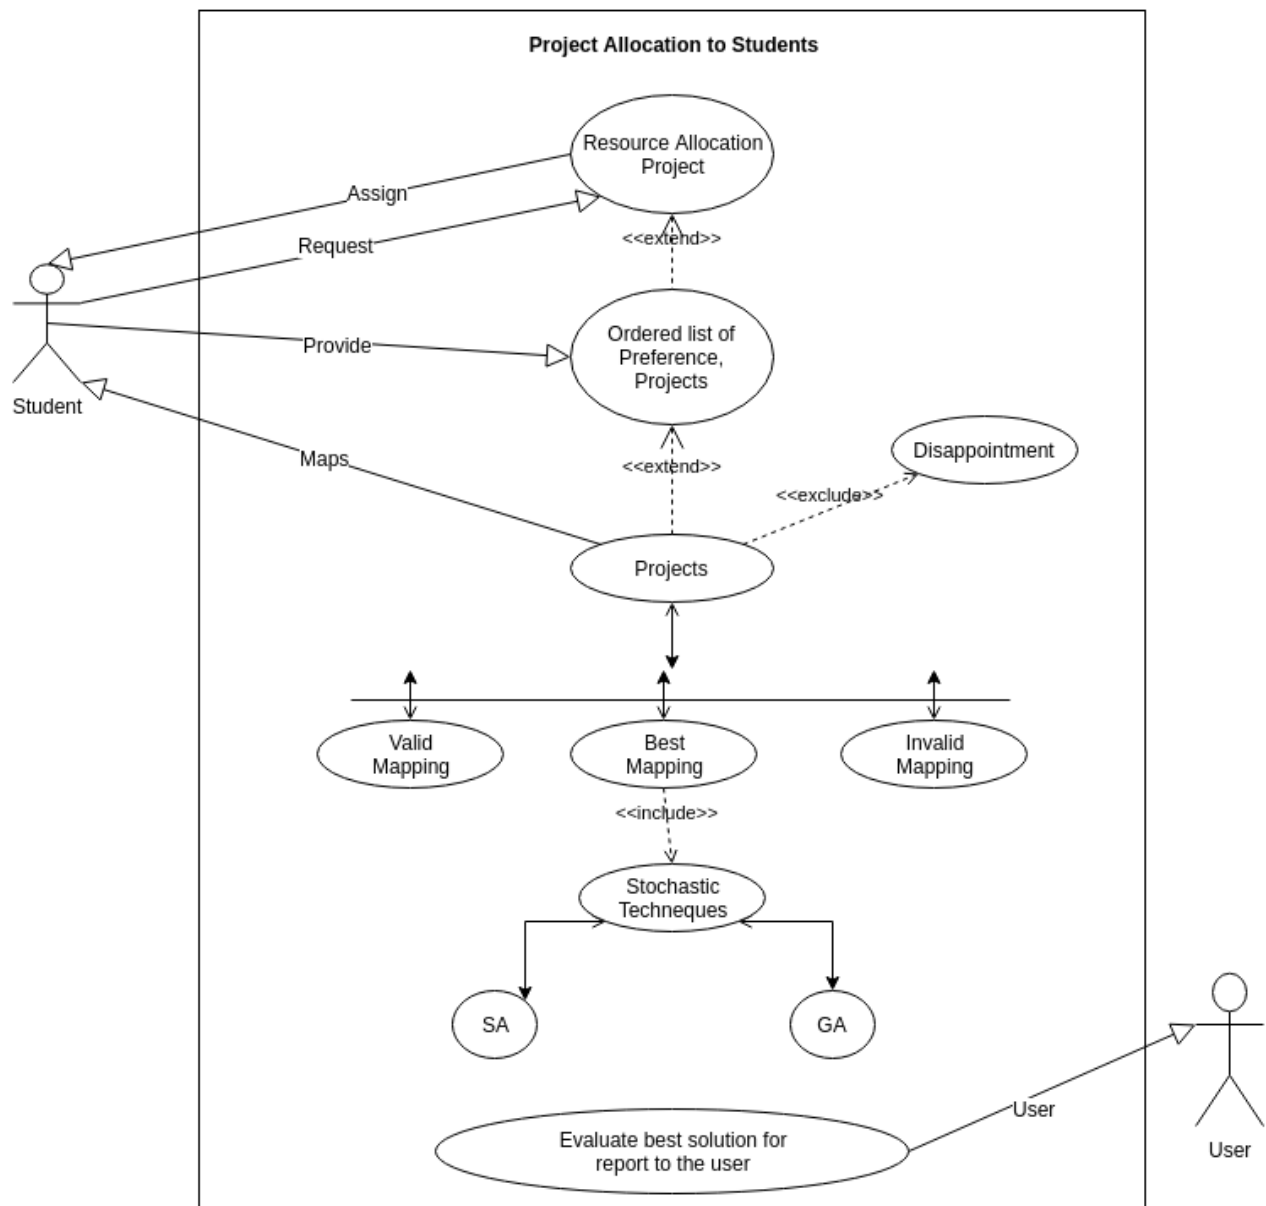 Project Allocation to Students
Resource Allocation
Project
Assign
Request
<<extend>>
Ordered list of
Preference,
Projects
Provide
Student
Maps
<<extend>>
Disappointment
<<exclude>>
Projects
Valid
Mapping
Best
Mapping
Invalid
Mapping
<<include>>
Stochastic
Techneques
SA
GA
User
Evaluate best solution for
report to the user
User